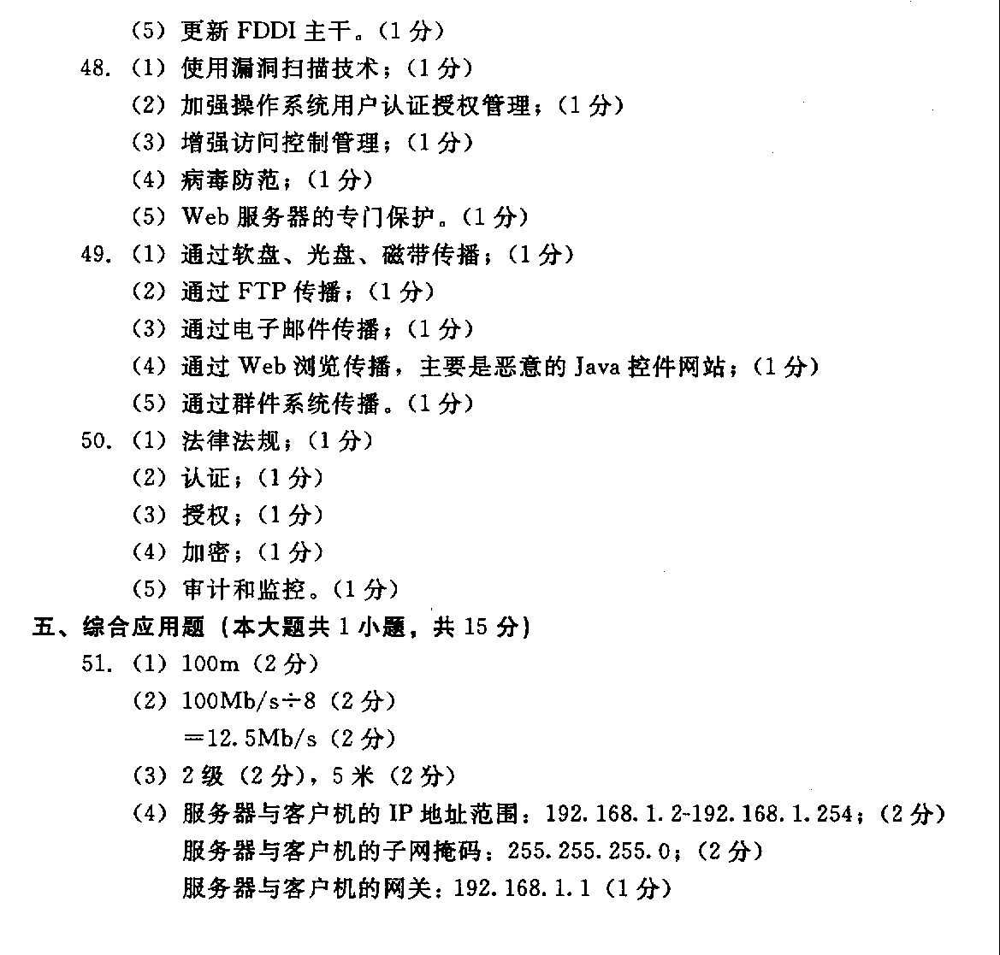 (5) 更新 FDDI 主干。(1 分)
48. (1) 使用漏洞扫描技术；(1 分)
(2) 加强操作系统用户认证授权管理；(1 分)
(3) 增强访问控制管理；(1 分)
(4) 病毒防范；(1 分)
(5) Web 服务器的专门保护。(1 分)
49. (1) 通过软盘、光盘、磁带传播；(1 分)
(2) 通过 FTP 传播；(1 分)
(3) 通过电子邮件传播；(1 分)
(4) 通过 Web 浏览传播，主要是恶意的 Java 控件网站；(1 分)
(5) 通过群件系统传播。(1 分)
50. (1) 法律法规；(1 分)
(2) 认证；(1 分)
(3) 授权；(1 分)
(4) 加密；(1 分)
(5) 审计和监控。(1 分)
五、综合应用题 (本大题共 1 小题，共 15 分)
51. (1) 100m (2 分)
(2) 100Mb/s÷8 (2 分)
=12.5Mb/s (2 分)
(3) 2 级 (2 分)，5 米 (2 分)
(4) 服务器与客户机的 IP 地址范围：192.168.1.2-192.168.1.254；(2 分)
服务器与客户机的子网掩码：255.255.255.0；(2 分)
服务器与客户机的网关：192.168.1.1 (1 分)